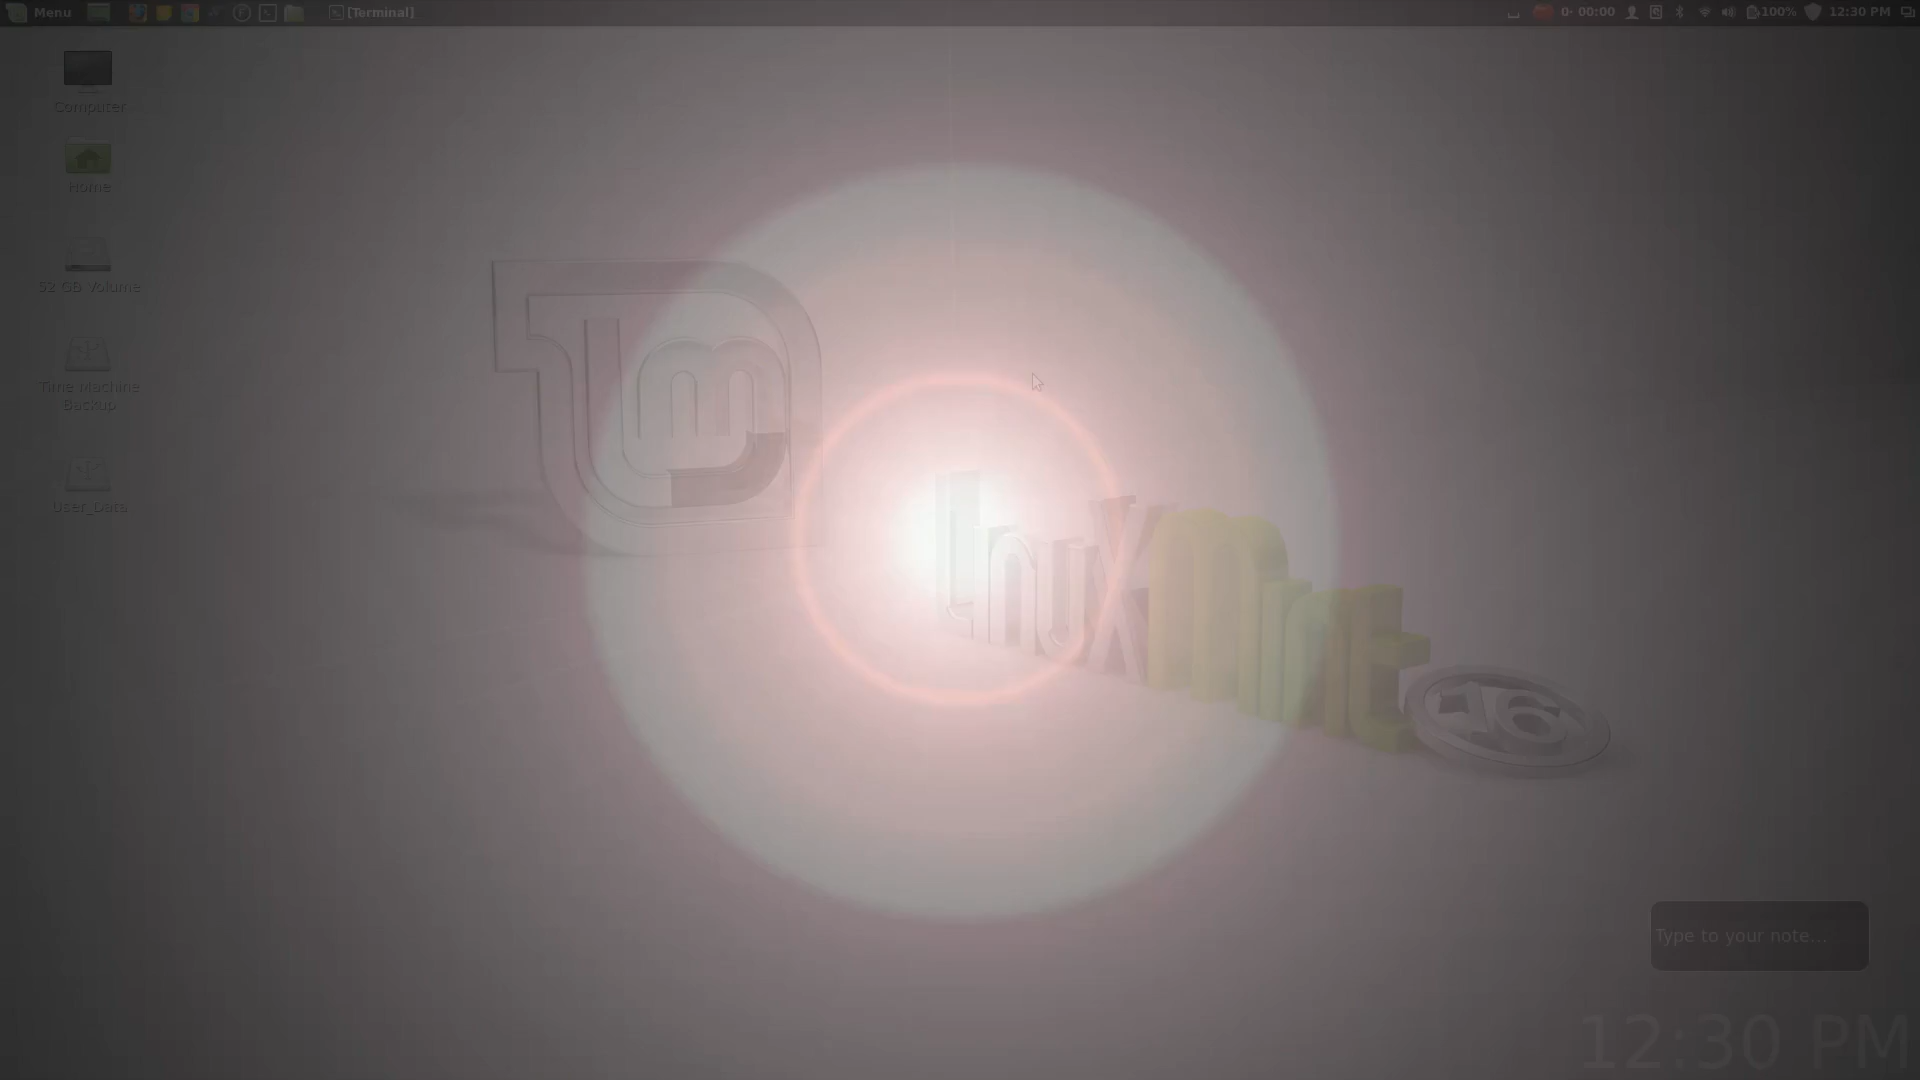 Menu
[Terminal]
0- 00:00
100%
12:30 PM
Computer
Home
52 GB Volume
Time Machine
Backup
User_Data
LinuxMint
16
Type to your note...
12:30 PM